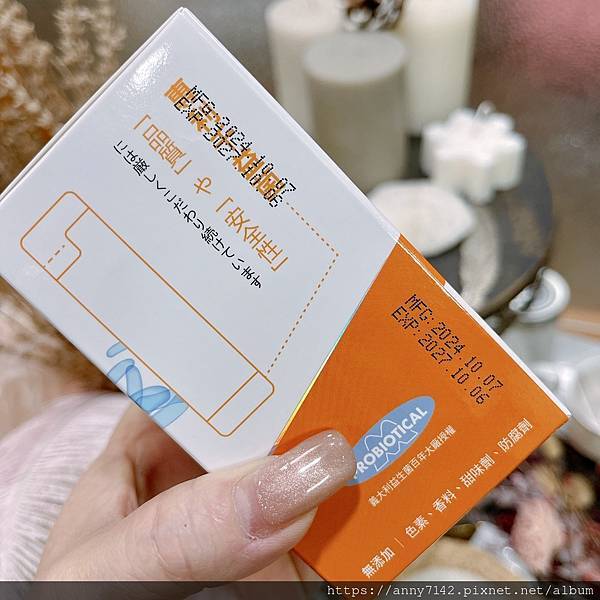 「品質」や「安全性」
には厳しくこだわり続けています
MFG:2024.10.07
EXP:2027.10.06
PROBIOTICAL
義大利益生菌百年大廠授權
無添加｜色素、香料、甜味劑、防腐劑
https://anny7142.pixnet.net/album